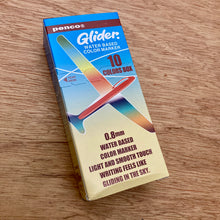 penco®
Glider.
WATER BASED
COLOR MARKER
10
COLORS BOX
0.8mm
WATER BASED
COLOR MARKER
LIGHT AND SMOOTH TOUCH
WRITING FEELS LIKE
GLIDING IN THE SKY.